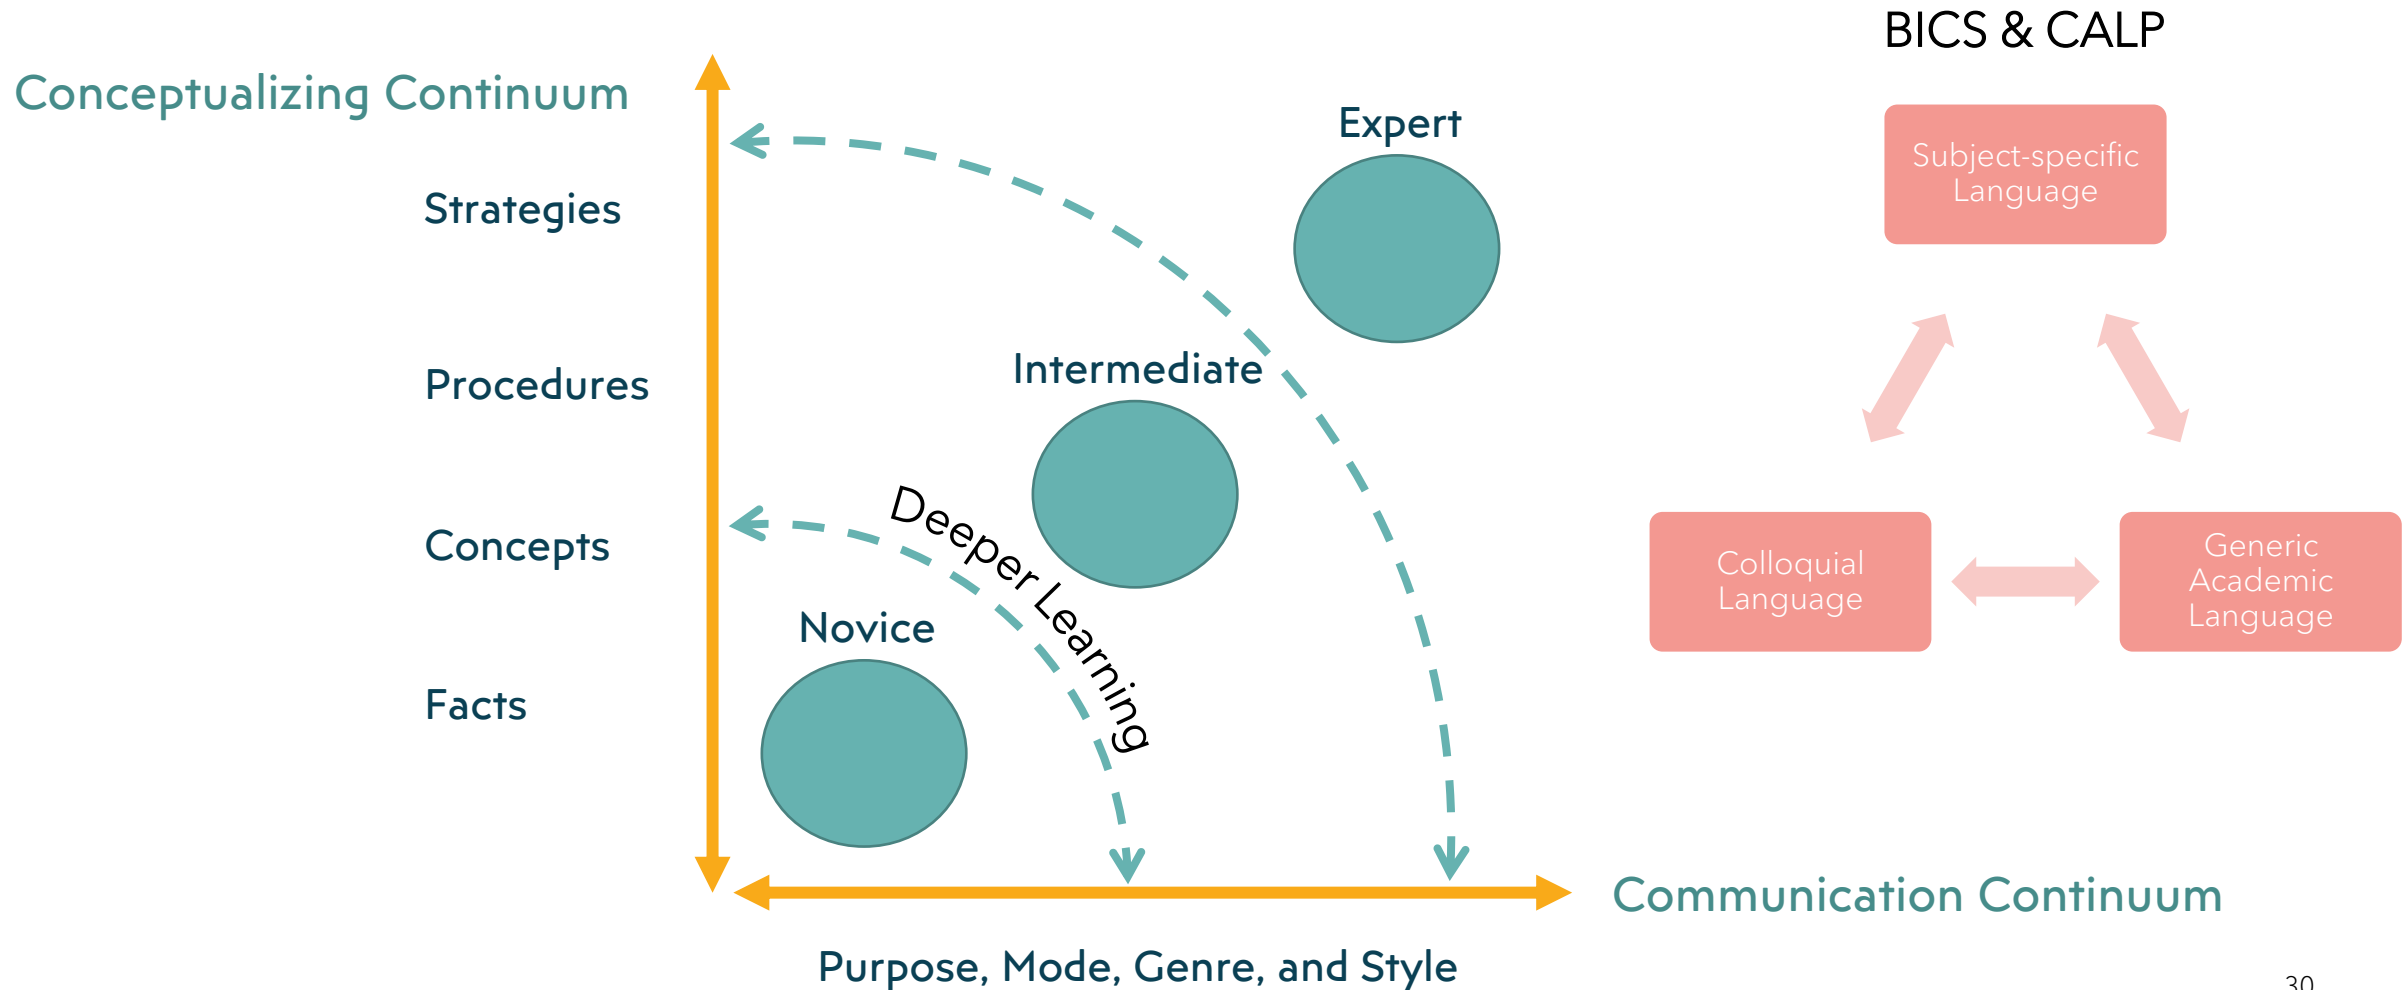 BICS & CALP
Conceptualizing Continuum
Expert
Subject-specific
Language
Strategies
Intermediate
Procedures
Deeper Learning
Concepts
Colloquial
Language
Generic
Academic
Language
Novice
Facts
Communication Continuum
Purpose, Mode, Genre, and Style
30